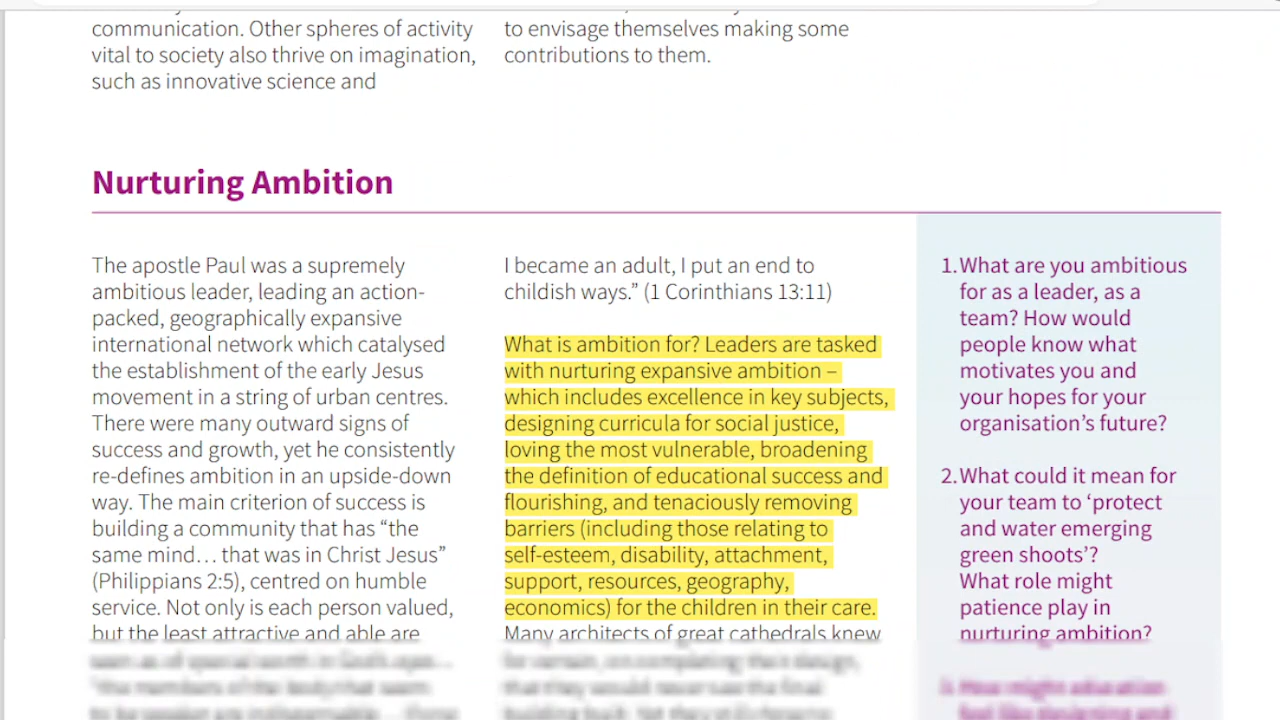 communication. Other spheres of activity
vital to society also thrive on imagination,
such as innovative science and
to envisage themselves making some
contributions to them.
Nurturing Ambition
The apostle Paul was a supremely
ambitious leader, leading an action-
packed, geographically expansive
international network which catalysed
the establishment of the early Jesus
movement in a string of urban centres.
There were many outward signs of
success and growth, yet he consistently
re-defines ambition in an upside-down
way. The main criterion of success is
building a community that has “the
same mind… that was in Christ Jesus”
(Philippians 2:5), centred on humble
service. Not only is each person valued,
but the least attractive and able are
I became an adult, I put an end to
childish ways.” (1 Corinthians 13:11)
What is ambition for? Leaders are tasked
with nurturing expansive ambition –
which includes excellence in key subjects,
designing curricula for social justice,
loving the most vulnerable, broadening
the definition of educational success and
flourishing, and tenaciously removing
barriers (including those relating to
self-esteem, disability, attachment,
support, resources, geography,
economics) for the children in their care.
Many architects of great cathedrals knew
1. What are you ambitious
for as a leader, as a
team? How would
people know what
motivates you and
your hopes for your
organisation’s future?
2. What could it mean for
your team to ‘protect
and water emerging
green shoots’?
What role might
patience play in
nurturing ambition?